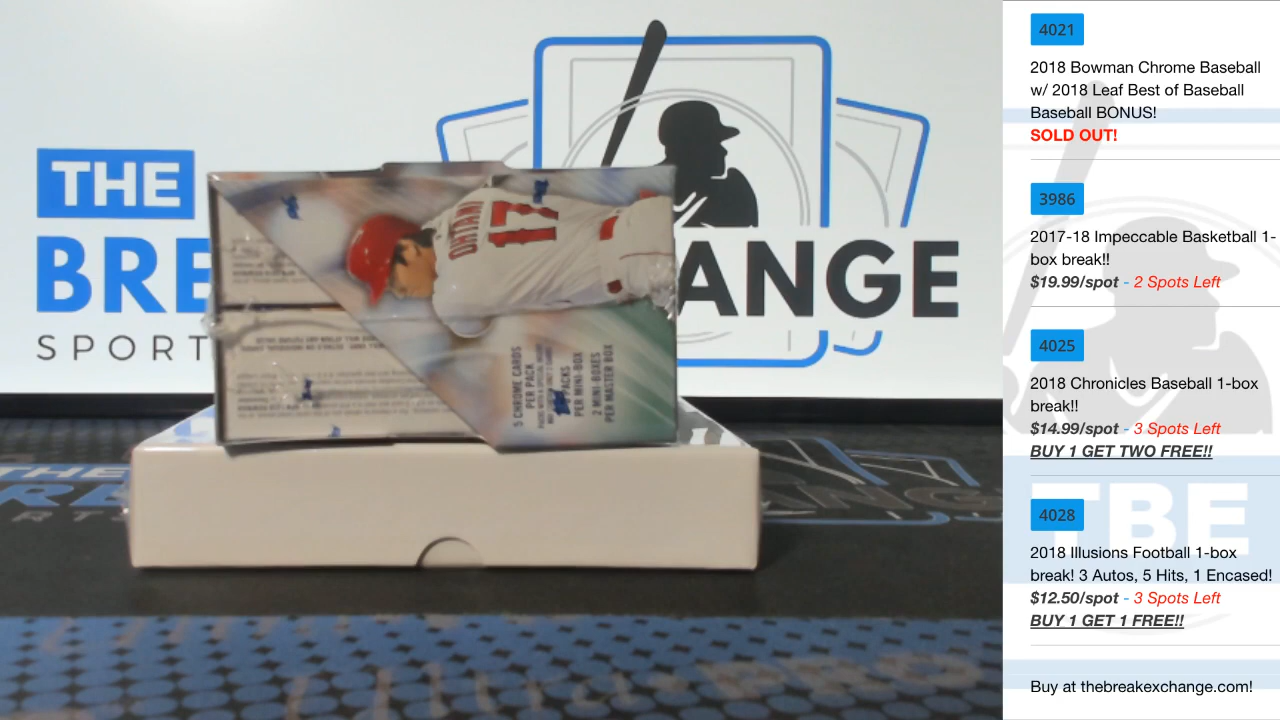 THE
BRE
ANGE
SPORT
OHTANI
17
5 CHROME CARDS
PER PACK
PACKS
PER MINI-BOX
2 MINI-BOXES
PER MASTER BOX
THE
4021
2018 Bowman Chrome Baseball
w/ 2018 Leaf Best of Baseball
Baseball BONUS!
SOLD OUT!
3986
2017-18 Impeccable Basketball 1-
box break!!
$19.99/spot - 2 Spots Left
4025
2018 Chronicles Baseball 1-box
break!!
$14.99/spot - 3 Spots Left
BUY 1 GET TWO FREE!!
TBE
4028
2018 Illusions Football 1-box
break! 3 Autos, 5 Hits, 1 Encased!
$12.50/spot - 3 Spots Left
BUY 1 GET 1 FREE!!
Buy at thebreakexchange.com!